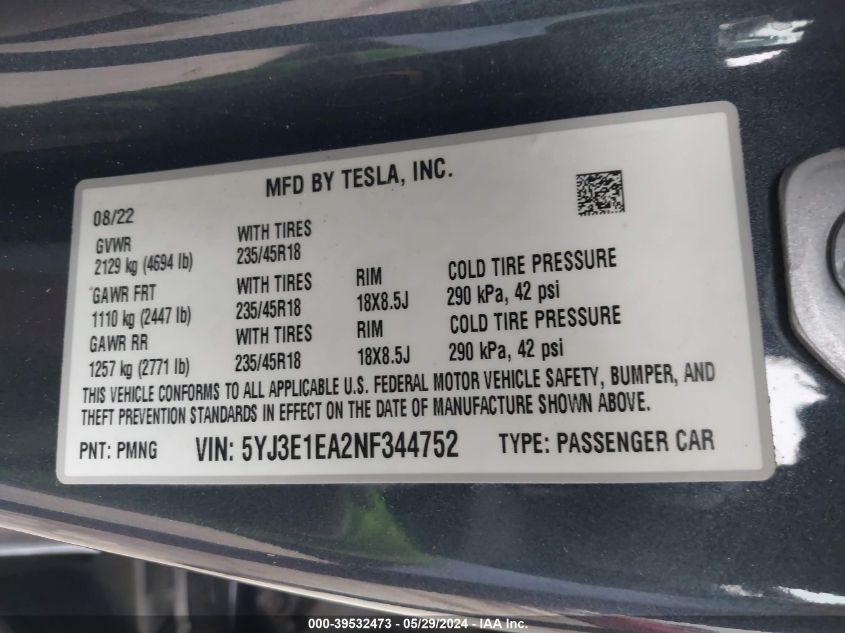 MFD BY TESLA, INC.
08/22
GVWR WITH TIRES
2129 kg (4694 lb) 235/45R18
GAWR FRT WITH TIRES RIM COLD TIRE PRESSURE
1110 kg (2447 lb) 235/45R18 18X8.5J 290 kPa, 42 psi
GAWR RR WITH TIRES RIM COLD TIRE PRESSURE
1257 kg (2771 lb) 235/45R18 18X8.5J 290 kPa, 42 psi
THIS VEHICLE CONFORMS TO ALL APPLICABLE U.S. FEDERAL MOTOR VEHICLE SAFETY, BUMPER, AND
THEFT PREVENTION STANDARDS IN EFFECT ON THE DATE OF MANUFACTURE SHOWN ABOVE.
PNT: PMNG VIN: 5YJ3E1EA2NF344752 TYPE: PASSENGER CAR
000-39532473 - 05/29/2024 - IAA Inc.